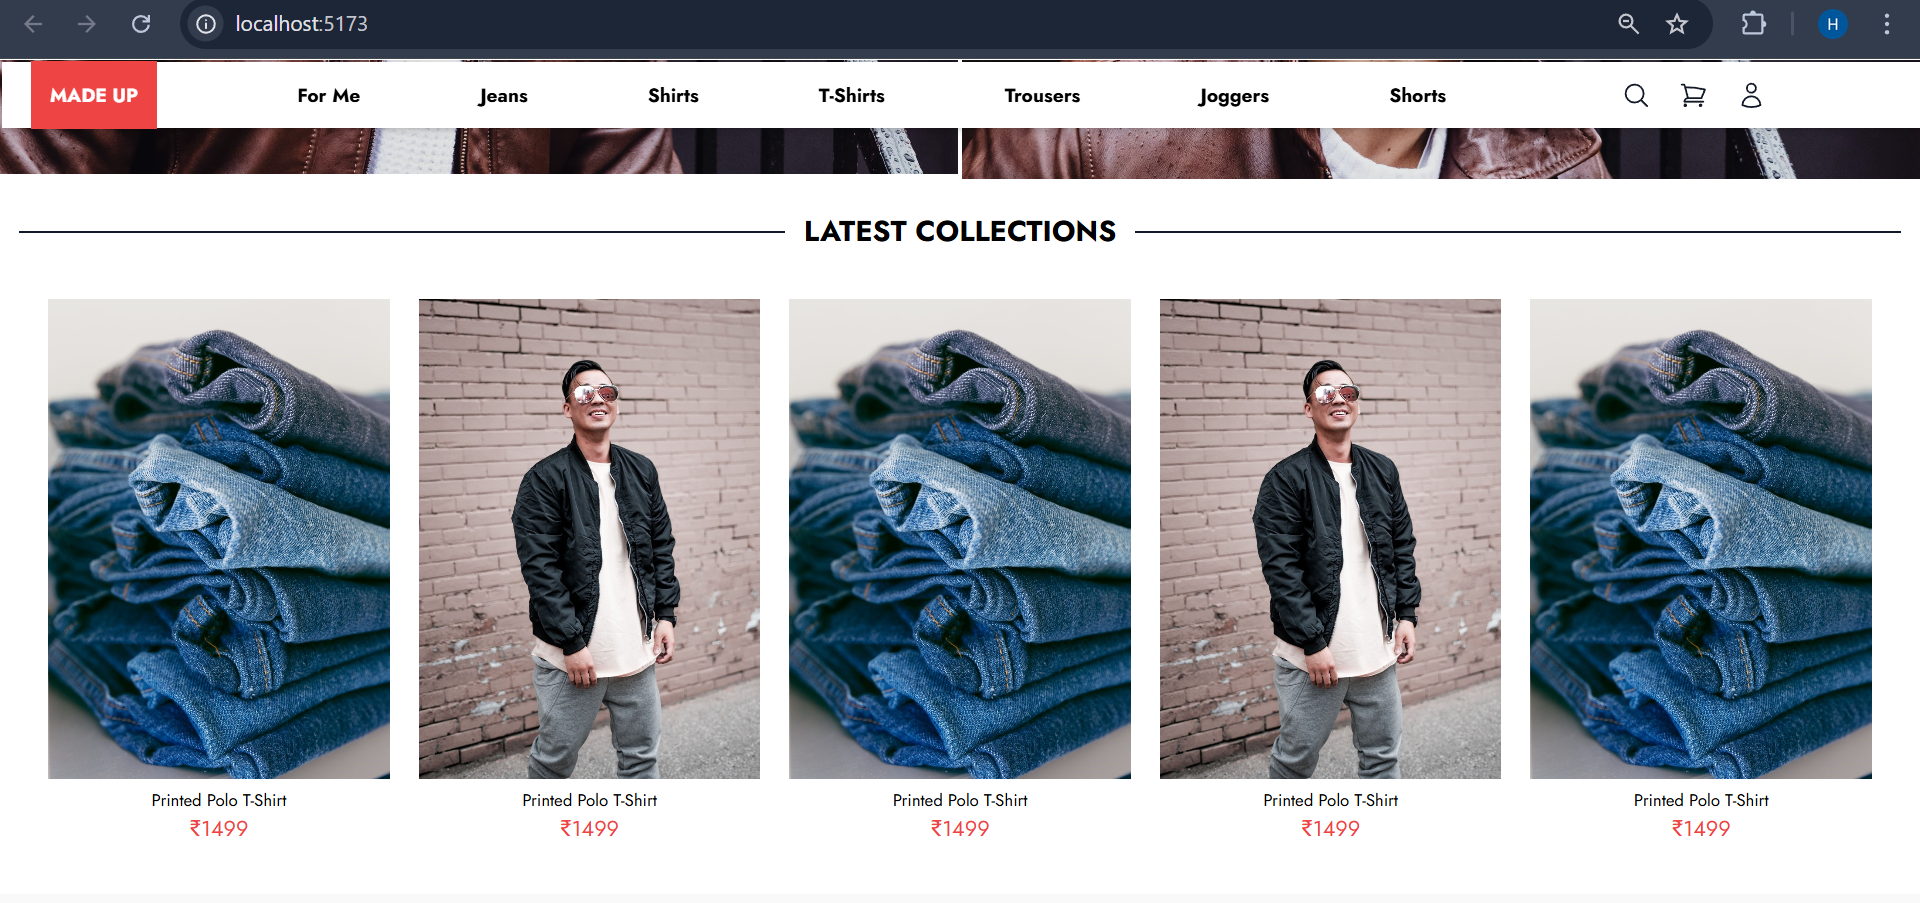 localhost:5173
H
MADE UP For Me Jeans Shirts T-Shirts Trousers Joggers Shorts
LATEST COLLECTIONS
Printed Polo T-Shirt Printed Polo T-Shirt Printed Polo T-Shirt Printed Polo T-Shirt Printed Polo T-Shirt
₹1499 ₹1499 ₹1499 ₹1499 ₹1499